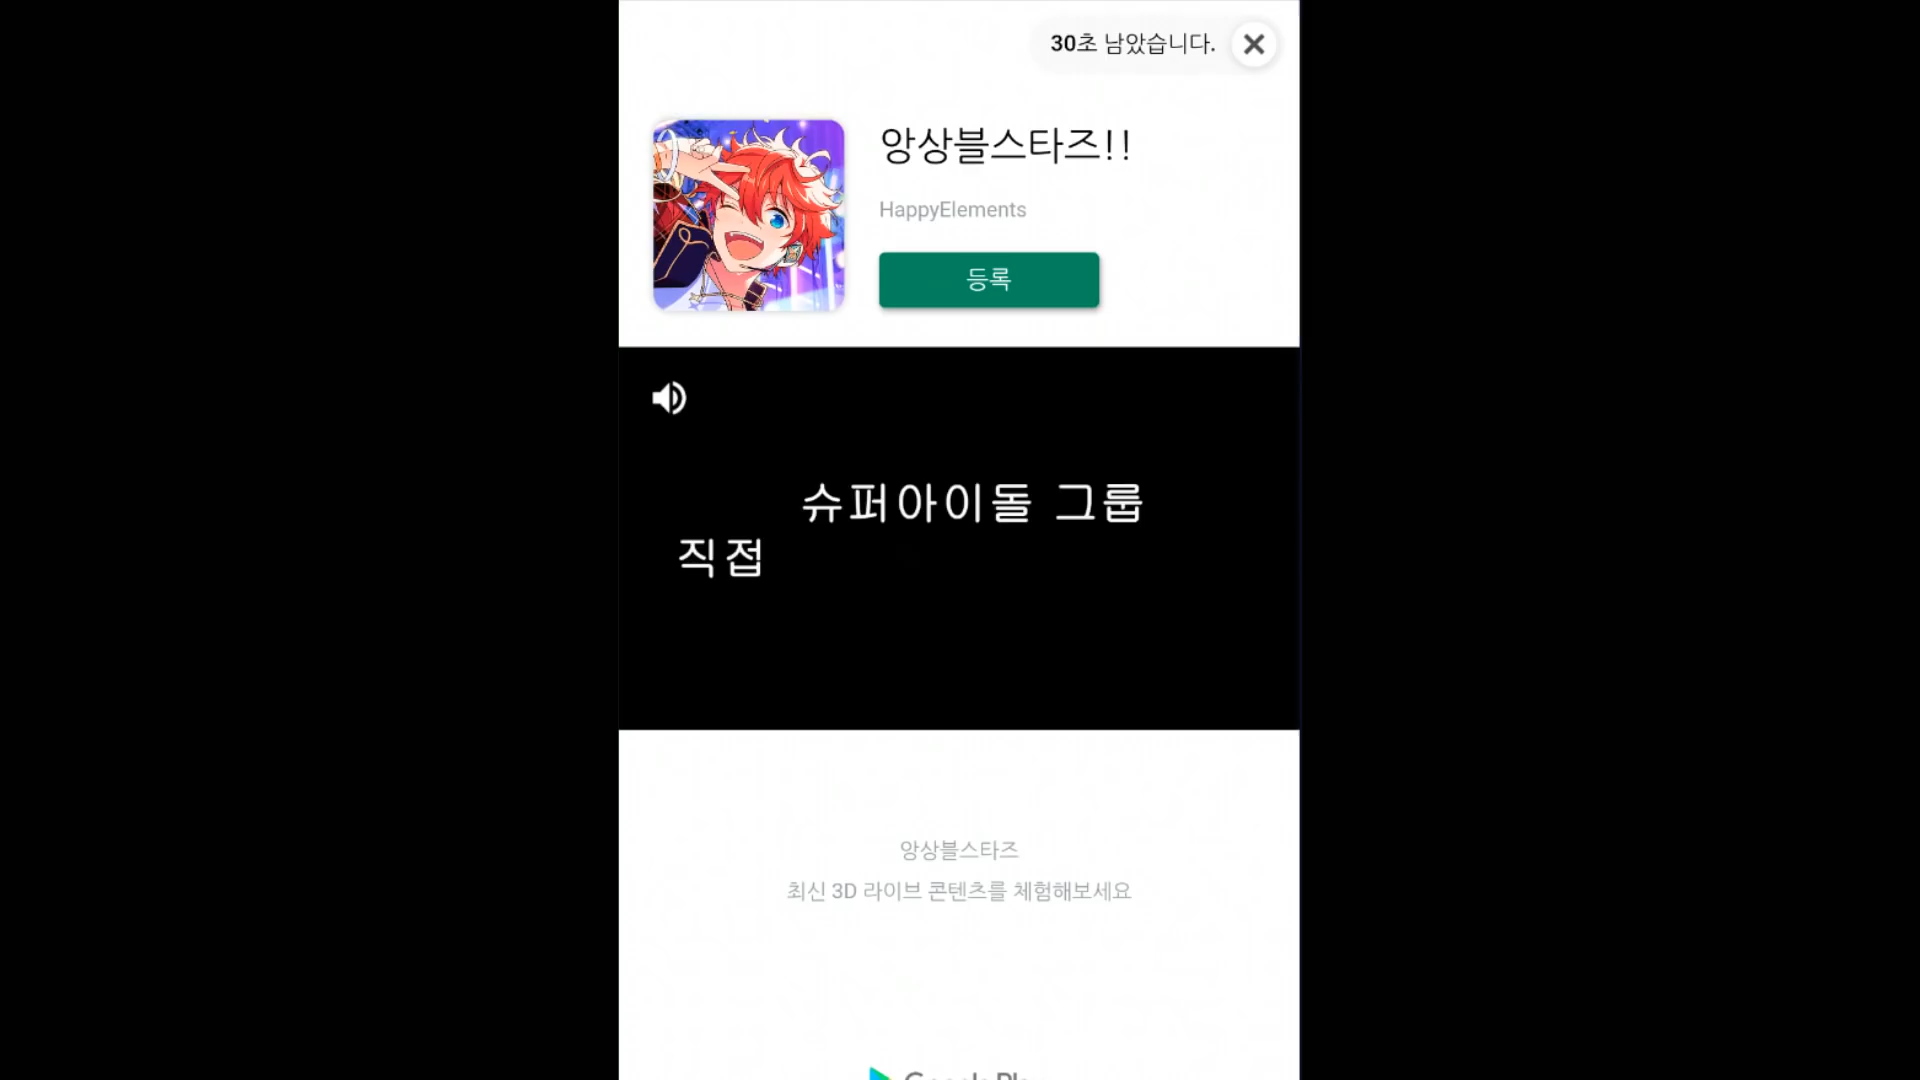 30초 남았습니다.
앙상블스타즈!!
HappyElements
등록
슈퍼아이돌 그룹
직접
앙상블스타즈
최신 3D 라이브 콘텐츠를 체험해보세요
Google Play